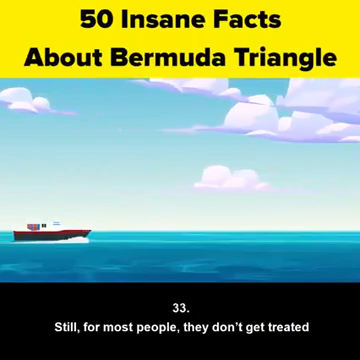 50 Insane Facts
About Bermuda Triangle
33.
Still, for most people, they don't get treated